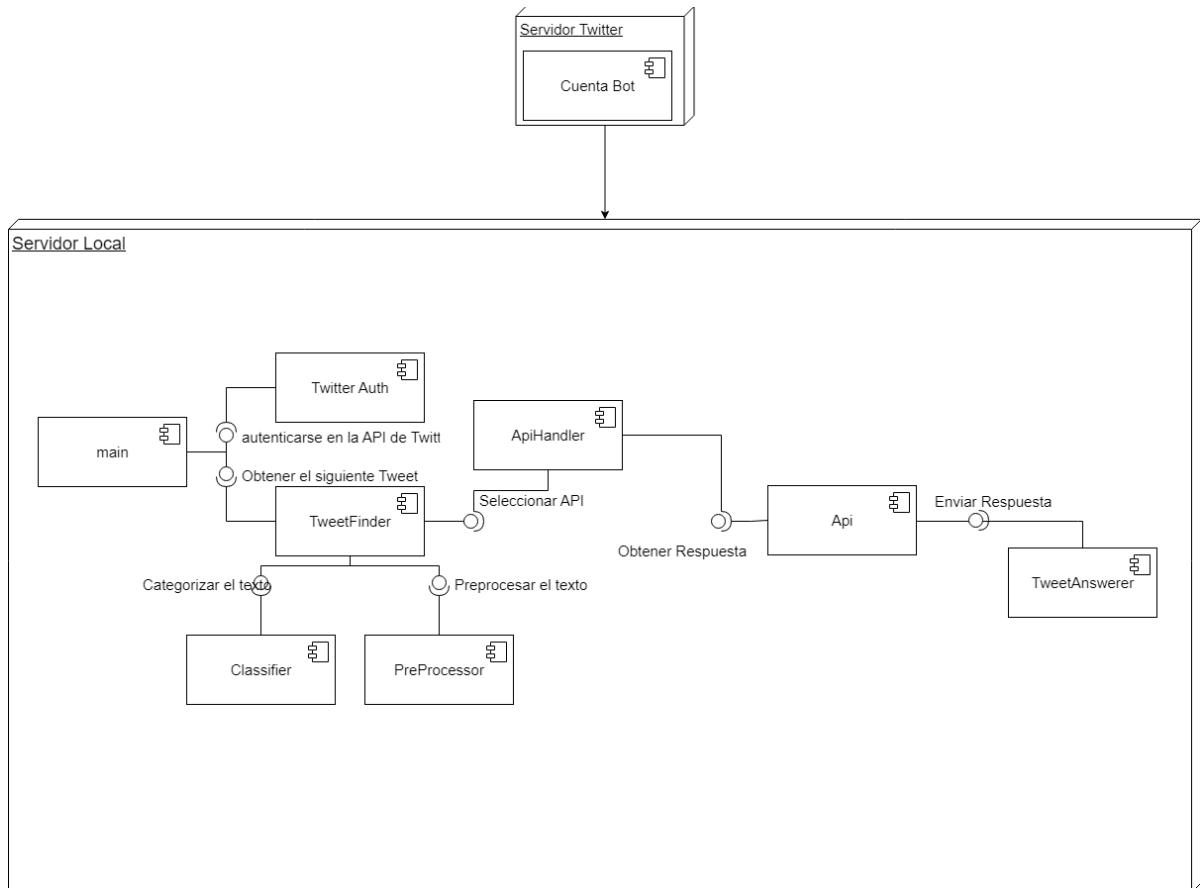 Servidor Twitter
Cuenta Bot
Servidor Local
Twitter Auth
main
autenticarse en la API de Twitt
ApiHandler
Obtener el siguiente Tweet
TweetFinder
Seleccionar API
Obtener Respuesta
Api
Enviar Respuesta
TweetAnswerer
Categorizar el texto
Preprocesar el texto
Classifier
PreProcessor